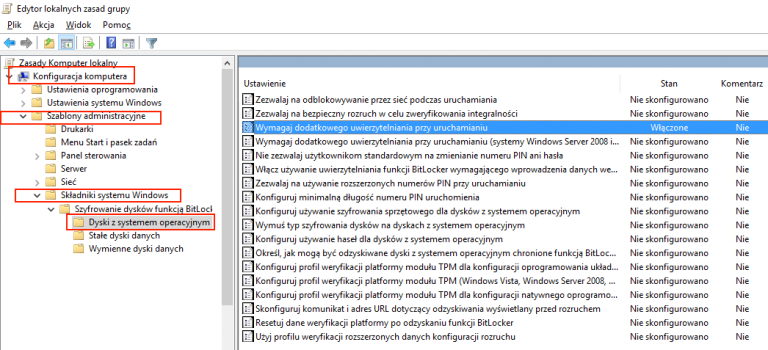 Edytor lokalnych zasad grupy
Plik Akcja Widok Pomoc
Zasady Komputer lokalny
Konfiguracja komputera
Ustawienia oprogramowania
Ustawienia systemu Windows
Szablony administracyjne
Drukarki
Menu Start i pasek zadań
Panel sterowania
Serwer
Sieć
Składniki systemu Windows
Szyfrowanie dysków funkcją BitLock
Dyski z systemem operacyjnym
Stałe dyski danych
Wymienne dyski danych
Ustawienie Stan Komentarz
Zezwalaj na odblokowywanie przez sieć podczas uruchamiania Nie skonfigurowano Nie
Zezwalaj na bezpieczny rozruch w celu zweryfikowania integralności Nie skonfigurowano Nie
Wymagaj dodatkowego uwierzytelniania przy uruchamianiu Włączone Nie
Wymagaj dodatkowego uwierzytelniania przy uruchamianiu (systemy Windows Server 2008 i... Nie skonfigurowano Nie
Nie zezwalaj użytkownikom standardowym na zmienianie numeru PIN ani hasła Nie skonfigurowano Nie
Włącz używanie uwierzytelniania funkcji BitLocker wymagającego wprowadzenia danych we... Nie skonfigurowano Nie
Zezwalaj na używanie rozszerzonych numerów PIN przy uruchamianiu Nie skonfigurowano Nie
Konfiguruj minimalną długość numeru PIN uruchomienia Nie skonfigurowano Nie
Konfiguruj używanie szyfrowania sprzętowego dla dysków z systemem operacyjnym Nie skonfigurowano Nie
Wymuś typ szyfrowania dysków na dyskach z systemem operacyjnym Nie skonfigurowano Nie
Konfiguruj używanie haseł dla dysków z systemem operacyjnym Nie skonfigurowano Nie
Określ, jak mogą być odzyskiwane dyski z systemem operacyjnym chronione funkcją BitLoc... Nie skonfigurowano Nie
Konfiguruj profil weryfikacji platformy modułu TPM dla konfiguracji oprogramowania układ... Nie skonfigurowano Nie
Konfiguruj profil weryfikacji platformy modułu TPM (Windows Vista, Windows Server 2008, ... Nie skonfigurowano Nie
Konfiguruj profil weryfikacji platformy modułu TPM dla konfiguracji natywnego oprogramo... Nie skonfigurowano Nie
Skonfiguruj komunikat i adres URL dotyczący odzyskiwania wyświetlany przed rozruchem Nie skonfigurowano Nie
Resetuj dane weryfikacji platformy po odzyskaniu funkcji BitLocker Nie skonfigurowano Nie
Użyj profilu weryfikacji rozszerzonych danych konfiguracji rozruchu Nie skonfigurowano Nie